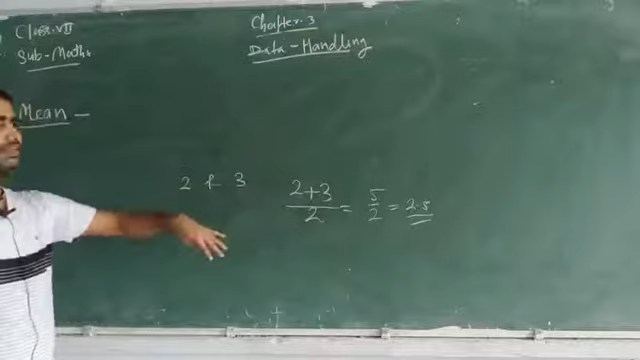 Class-VII
Sub-Maths
Chapter-3
Data-Handling
Mean-
2 & 3
2+3/2 = 5/2 = 2.5